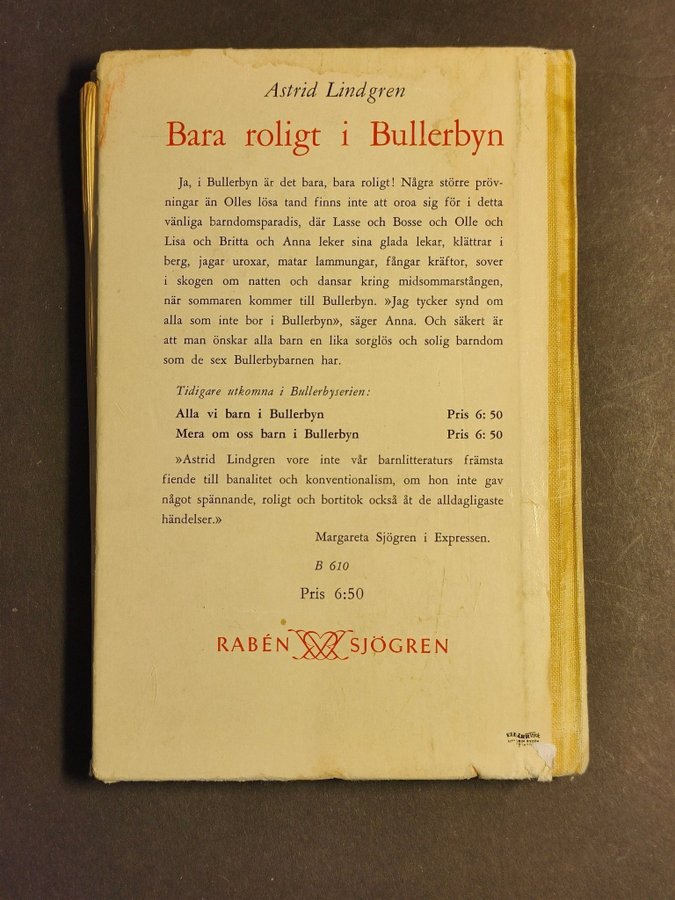 Astrid Lindgren
Bara roligt i Bullerbyn
Ja, i Bullerbyn är det bara, bara roligt! Några större pröv-
ningar än Olles lösa tand finns inte att oroa sig för i detta
vänliga barndomsparadis, där Lasse och Bosse och Olle och
Lisa och Britta och Anna leker sina glada lekar, klättrar i
berg, jagar uroxar, matar lammungar, fångar kräftor, sover
i skogen om natten och dansar kring midsommarstången,
när sommaren kommer till Bullerbyn. »Jag tycker synd om
alla som inte bor i Bullerbyn», säger Anna. Och säkert är
att man önskar alla barn en lika sorglös och solig barndom
som de sex Bullerbybarnen har.
Tidigare utkomna i Bullerbyserien:
Alla vi barn i Bullerbyn Pris 6: 50
Mera om oss barn i Bullerbyn Pris 6: 50
»Astrid Lindgren vore inte vår barnlitteraturs främsta
fiende till banalitet och konventionalism, om hon inte gav
något spännande, roligt och bortitok också åt de alldagligaste
händelser.»
Margareta Sjögren i Expressen.
B 610
Pris 6:50
RABÉN SJÖGREN